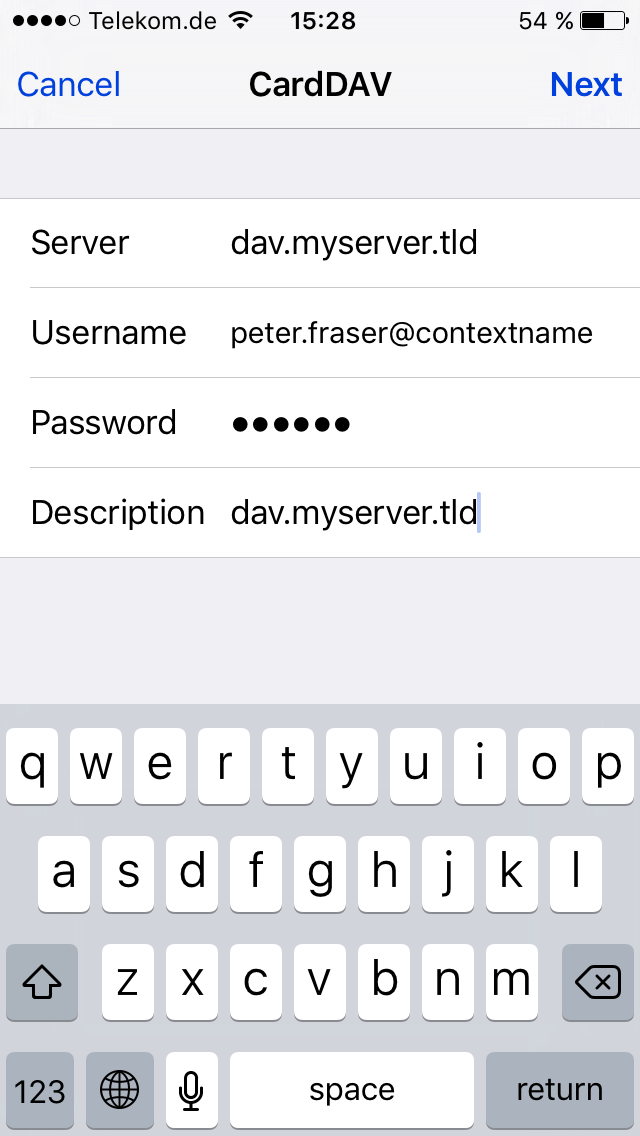 Telekom.de 15:28 54 %
Cancel CardDAV Next
Server dav.myserver.tld
Username peter.fraser@contextname
Password ●●●●●●
Description dav.myserver.tld
q w e r t y u i o p
a s d f g h j k l
z x c v b n m
123 space return